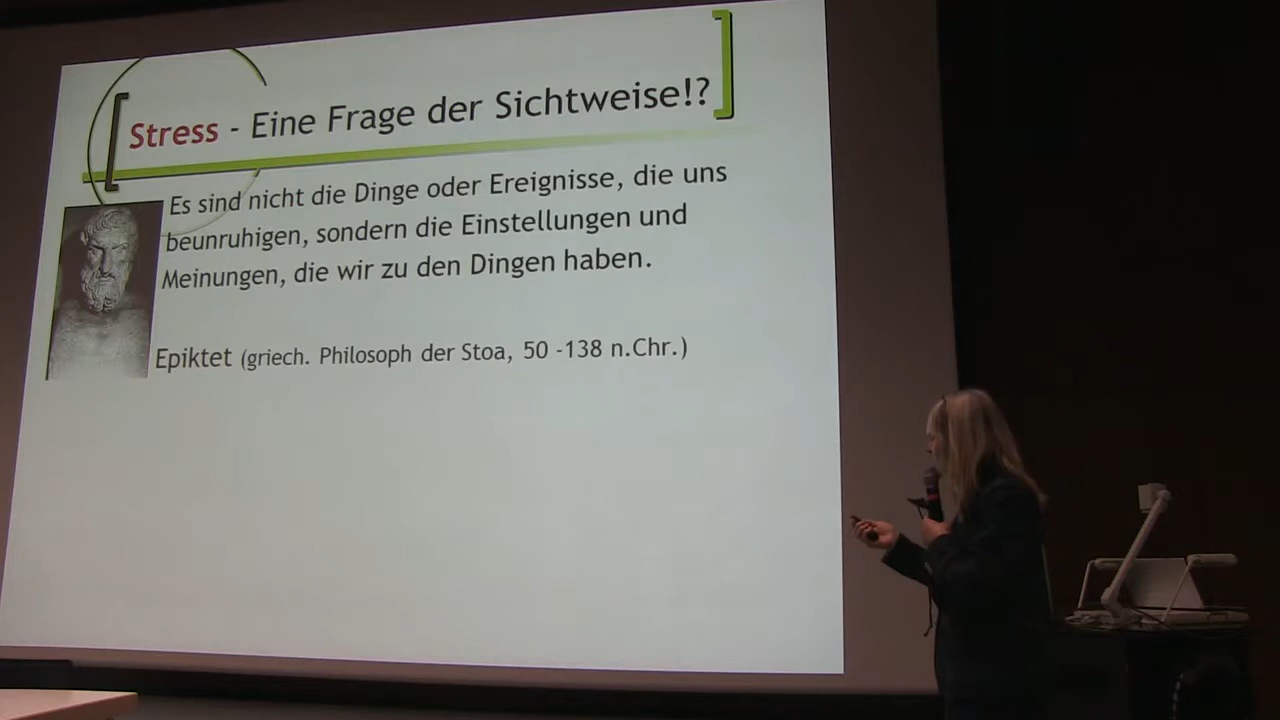 Stress - Eine Frage der Sichtweise!?
Es sind nicht die Dinge oder Ereignisse, die uns
beunruhigen, sondern die Einstellungen und
Meinungen, die wir zu den Dingen haben.
Epiktet (griech. Philosoph der Stoa, 50 -138 n.Chr.)